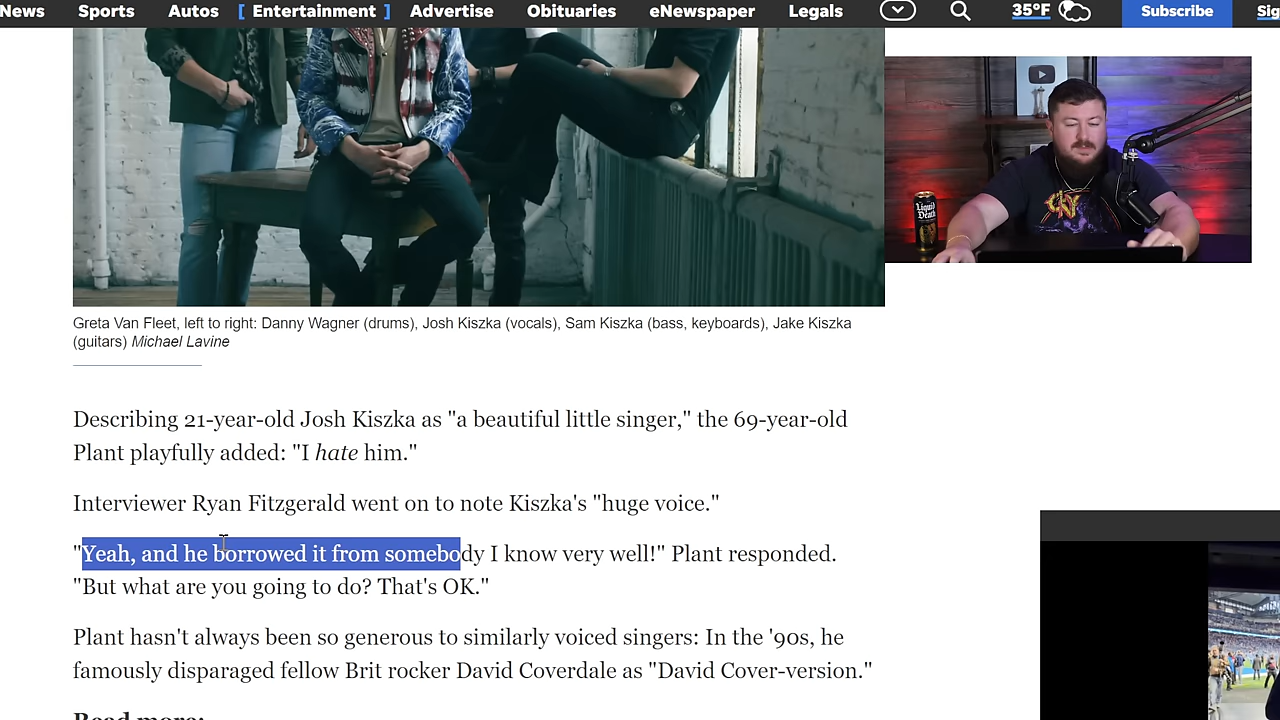 News Sports Autos [ Entertainment ] Advertise Obituaries eNewspaper Legals 35°F Subscribe Sig
Liquid
Death
Greta Van Fleet, left to right: Danny Wagner (drums), Josh Kiszka (vocals), Sam Kiszka (bass, keyboards), Jake Kiszka
(guitars) Michael Lavine
Describing 21-year-old Josh Kiszka as "a beautiful little singer," the 69-year-old
Plant playfully added: "I hate him."
Interviewer Ryan Fitzgerald went on to note Kiszka's "huge voice."
"Yeah, and he borrowed it from somebody I know very well!" Plant responded.
"But what are you going to do? That's OK."
Plant hasn't always been so generous to similarly voiced singers: In the '90s, he
famously disparaged fellow Brit rocker David Coverdale as "David Cover-version."
Read more: